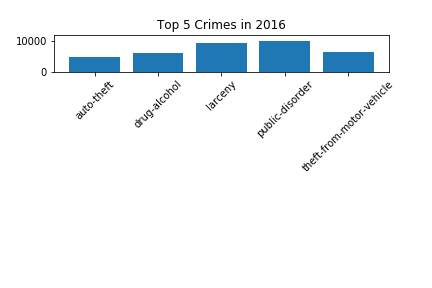 Top 5 Crimes in 2016
10000
0
auto-theft
drug-alcohol
larceny
public-disorder
theft-from-motor-vehicle